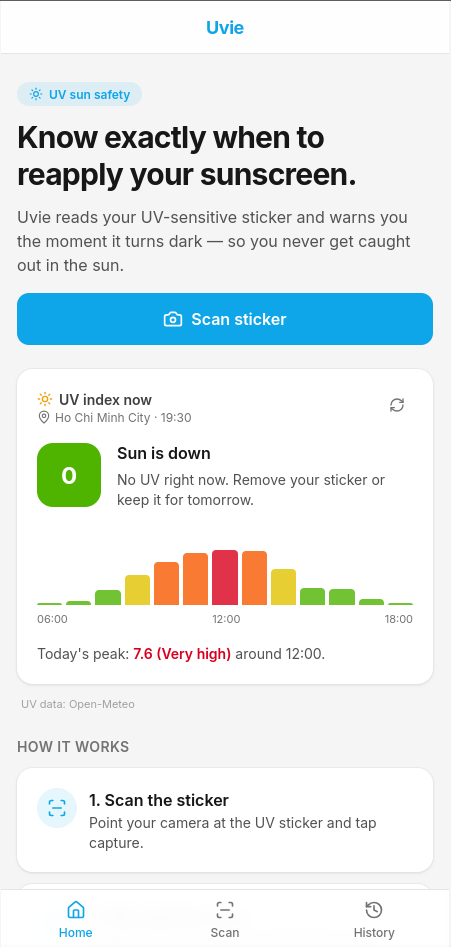 Uvie
UV sun safety
Know exactly when to
reapply your sunscreen.
Uvie reads your UV-sensitive sticker and warns you
the moment it turns dark — so you never get caught
out in the sun.
Scan sticker
UV index now
Ho Chi Minh City · 19:30
0
Sun is down
No UV right now. Remove your sticker or
keep it for tomorrow.
06:00 12:00 18:00
Today's peak: 7.6 (Very high) around 12:00.
UV data: Open-Meteo
HOW IT WORKS
1. Scan the sticker
Point your camera at the UV sticker and tap
capture.
Home Scan History